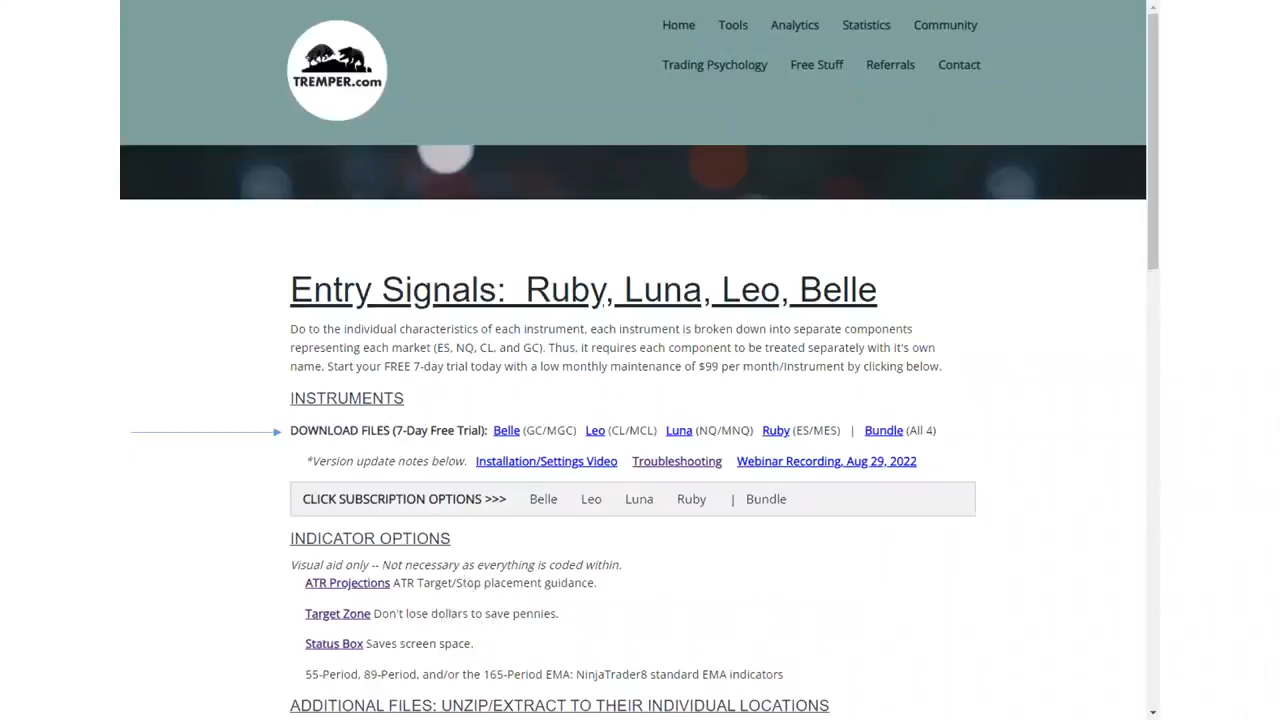 TREMPER.com
Home Tools Analytics Statistics Community
Trading Psychology Free Stuff Referrals Contact
Entry Signals: Ruby, Luna, Leo, Belle
Do to the individual characteristics of each instrument, each instrument is broken down into separate components
representing each market (ES, NQ, CL, and GC). Thus, it requires each component to be treated separately with it's own
name. Start your FREE 7-day trial today with a low monthly maintenance of $99 per month/Instrument by clicking below.
INSTRUMENTS
DOWNLOAD FILES (7-Day Free Trial): Belle (GC/MGC) Leo (CL/MCL) Luna (NQ/MNQ) Ruby (ES/MES) | Bundle (All 4)
*Version update notes below. Installation/Settings Video Troubleshooting Webinar Recording, Aug 29, 2022
CLICK SUBSCRIPTION OPTIONS >>> Belle Leo Luna Ruby | Bundle
INDICATOR OPTIONS
Visual aid only -- Not necessary as everything is coded within.
ATR Projections ATR Target/Stop placement guidance.
Target Zone Don't lose dollars to save pennies.
Status Box Saves screen space.
55-Period, 89-Period, and/or the 165-Period EMA: NinjaTrader8 standard EMA indicators
ADDITIONAL FILES: UNZIP/EXTRACT TO THEIR INDIVIDUAL LOCATIONS